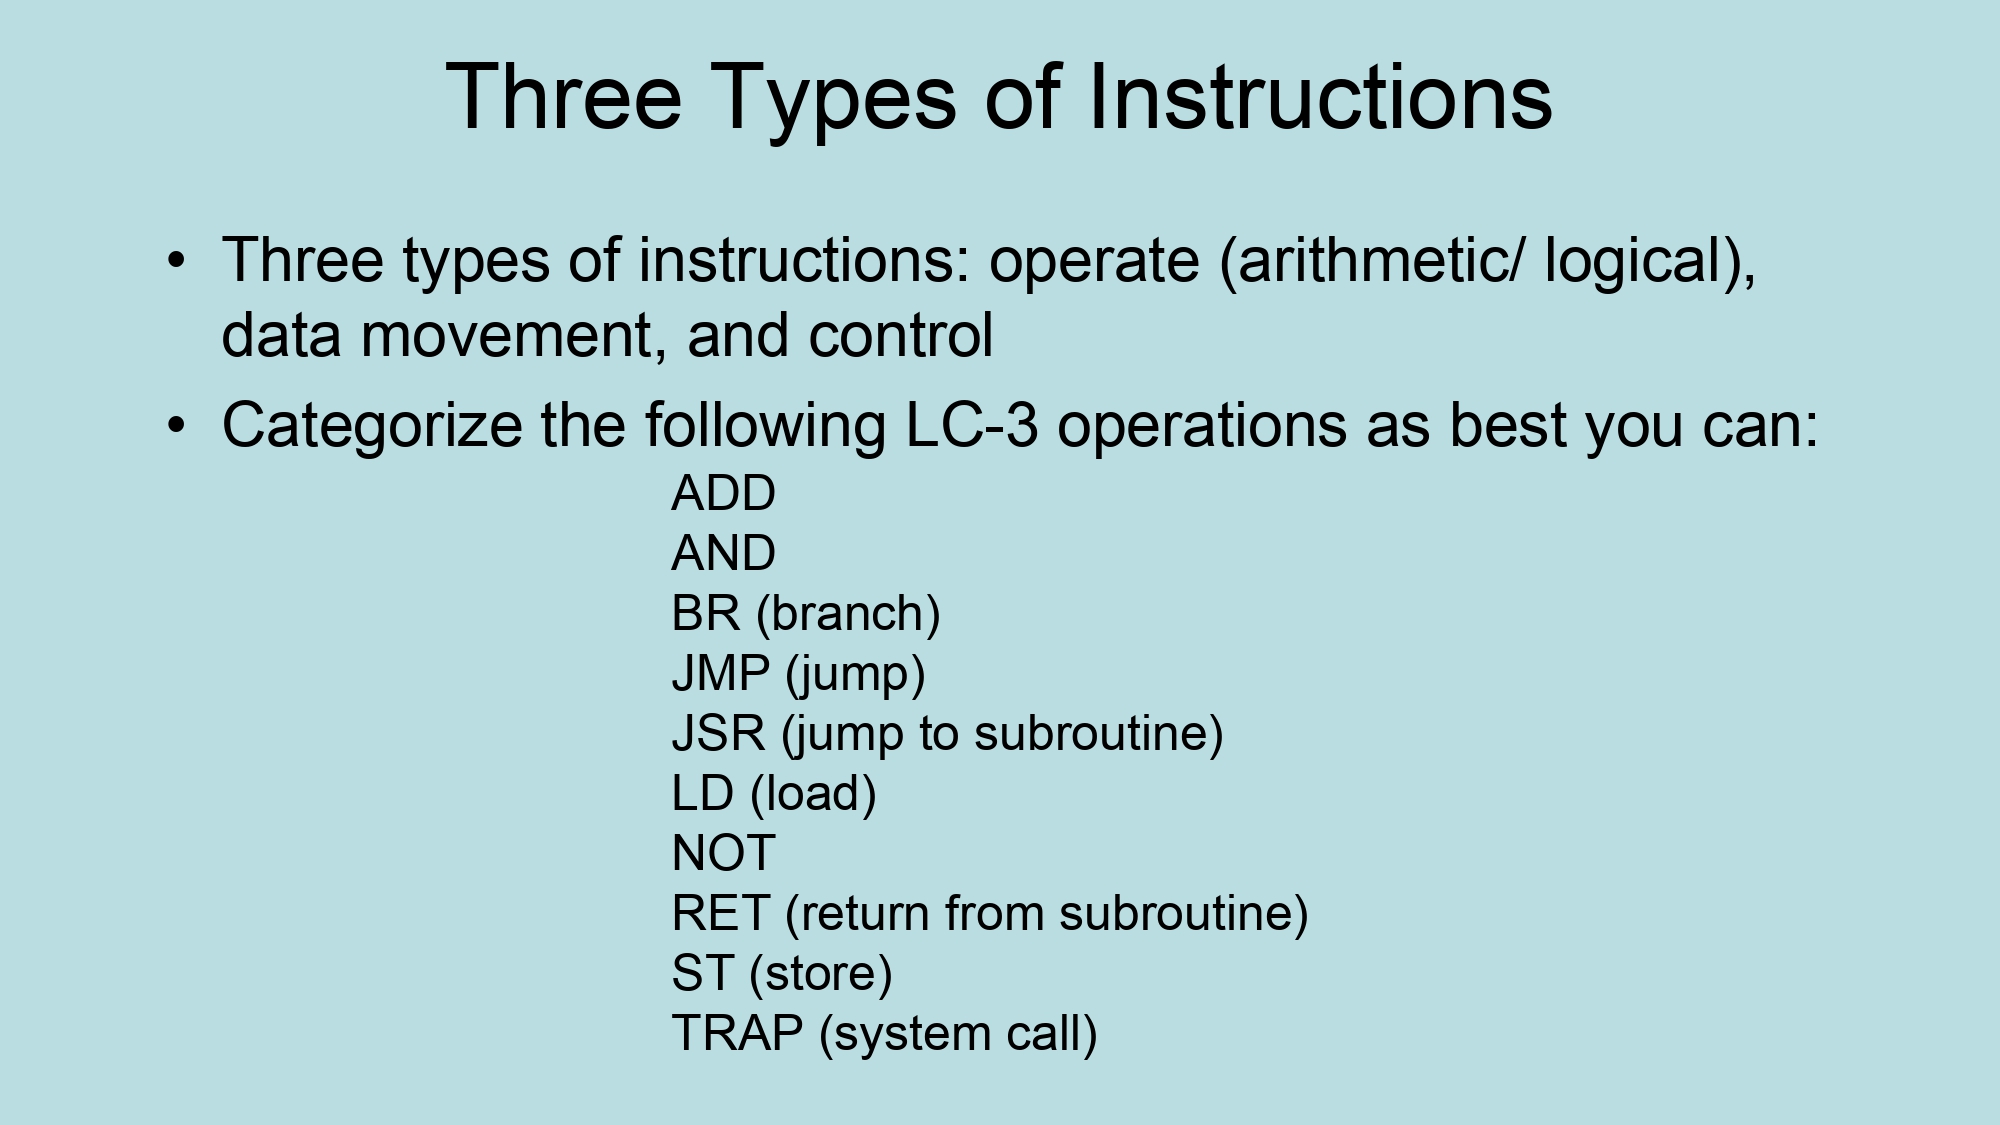 Three Types of Instructions
• Three types of instructions: operate (arithmetic/ logical),
data movement, and control
• Categorize the following LC-3 operations as best you can:
ADD
AND
BR (branch)
JMP (jump)
JSR (jump to subroutine)
LD (load)
NOT
RET (return from subroutine)
ST (store)
TRAP (system call)